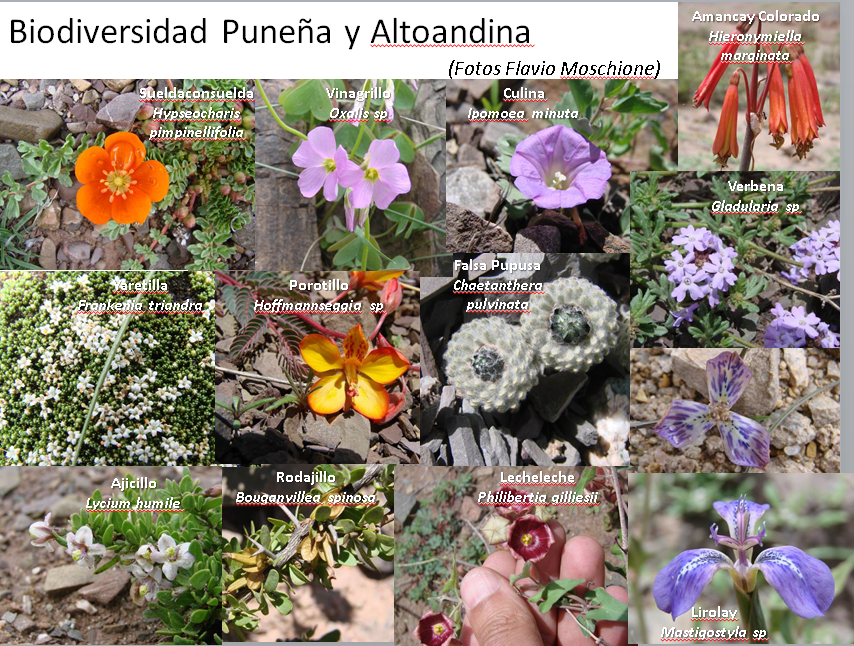 Biodiversidad Puneña y Altoandina
(Fotos Flavio Moschione)
Amancay Colorado
Hieronymiella
marginata
Sueldaconsuelda
Hypseocharis
pimpinellifolia
Vinagrillo
Oxalis sp
Culina
Ipomoea minuta
Verbena
Gladularia sp
Yaretilla
Frankenia triandra
Porotillo
Hoffmannseggia sp
Falsa Pupusa
Chaetanthera
pulvinata
Ajicillo
Lycium humile
Rodajillo
Bouganvillea spinosa
Lecheleche
Philibertia gilliesii
Lirolay
Mastigostyla sp